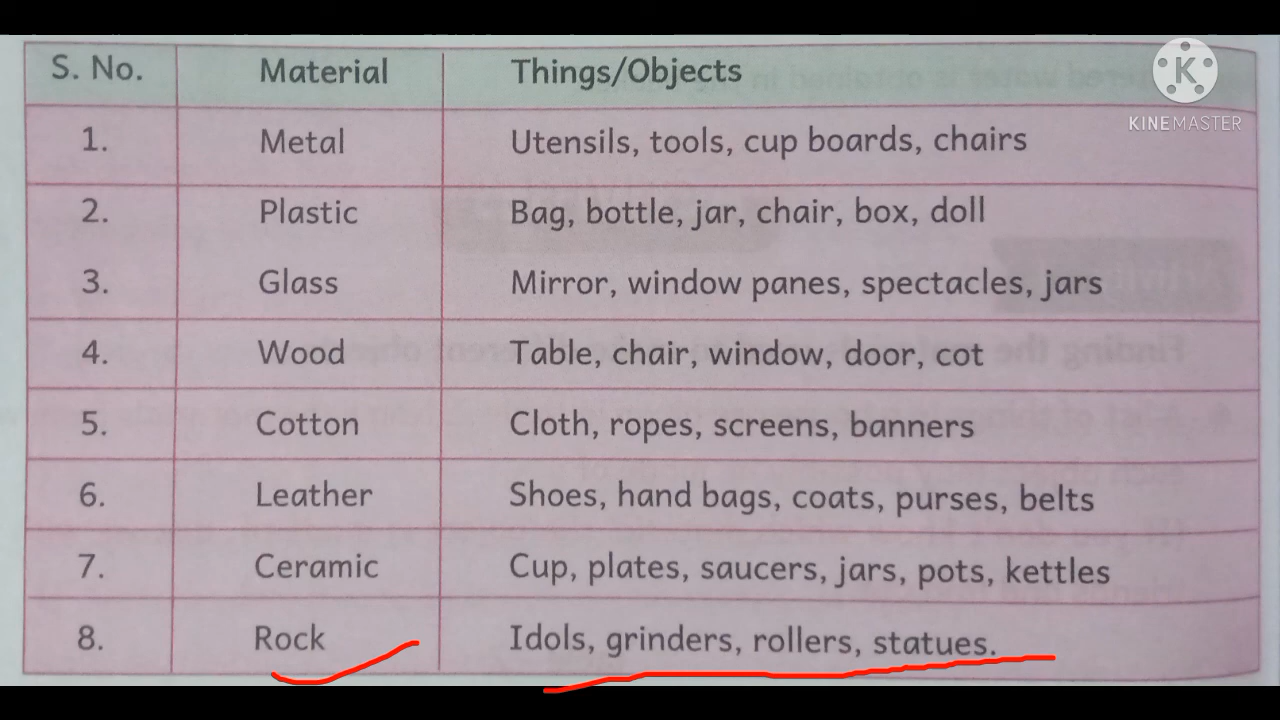 S. No. Material Things/Objects
K
KINEMASTER
1. Metal Utensils, tools, cup boards, chairs
2. Plastic Bag, bottle, jar, chair, box, doll
3. Glass Mirror, window panes, spectacles, jars
4. Wood Table, chair, window, door, cot
5. Cotton Cloth, ropes, screens, banners
6. Leather Shoes, hand bags, coats, purses, belts
7. Ceramic Cup, plates, saucers, jars, pots, kettles
8. Rock Idols, grinders, rollers, statues.